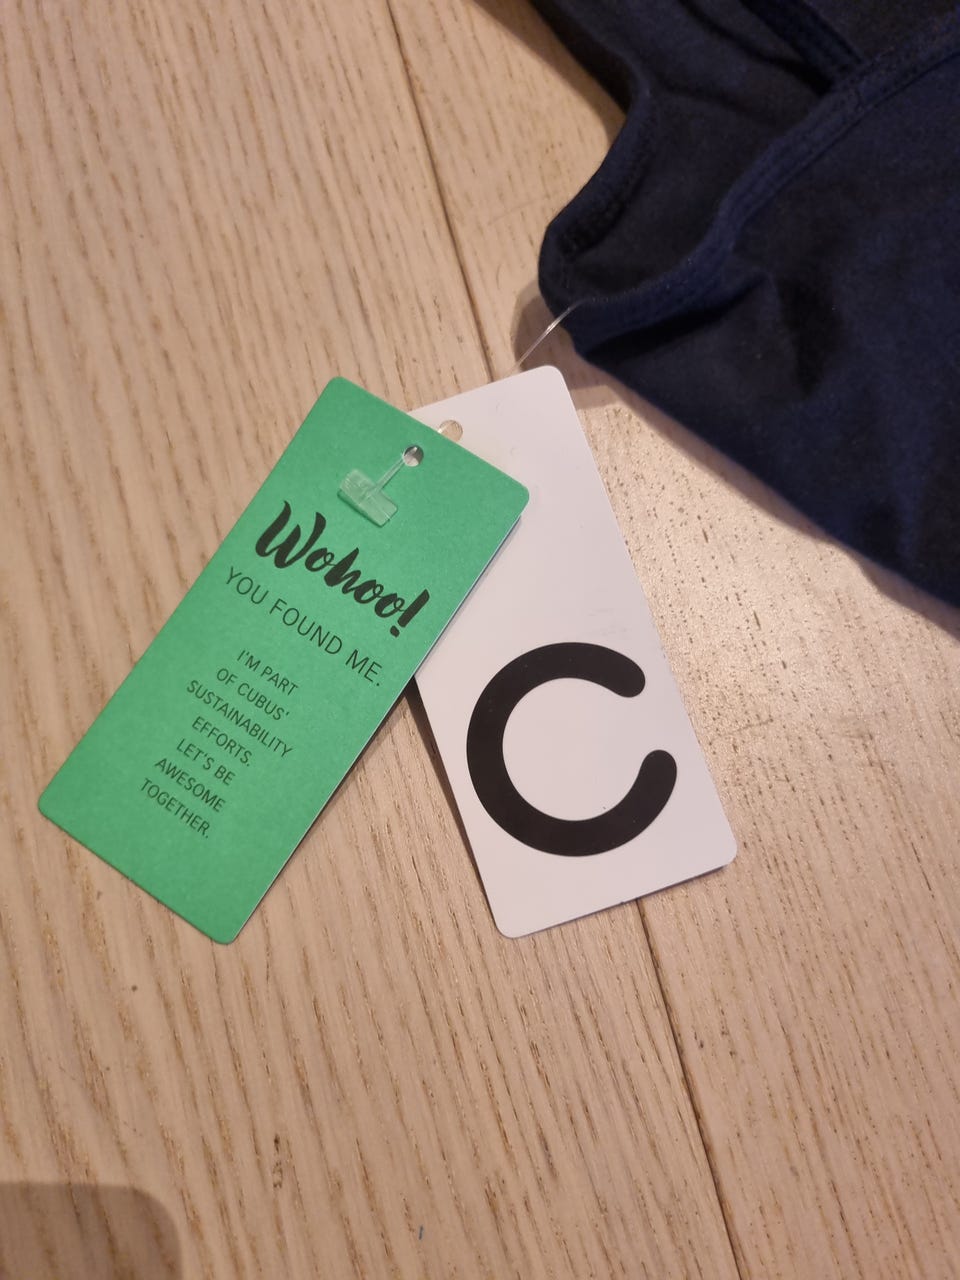 Wohoo!
YOU FOUND ME.
I'M PART
OF CUBUS'
SUSTAINABILITY
EFFORTS.
LET'S BE
AWESOME
TOGETHER.
C